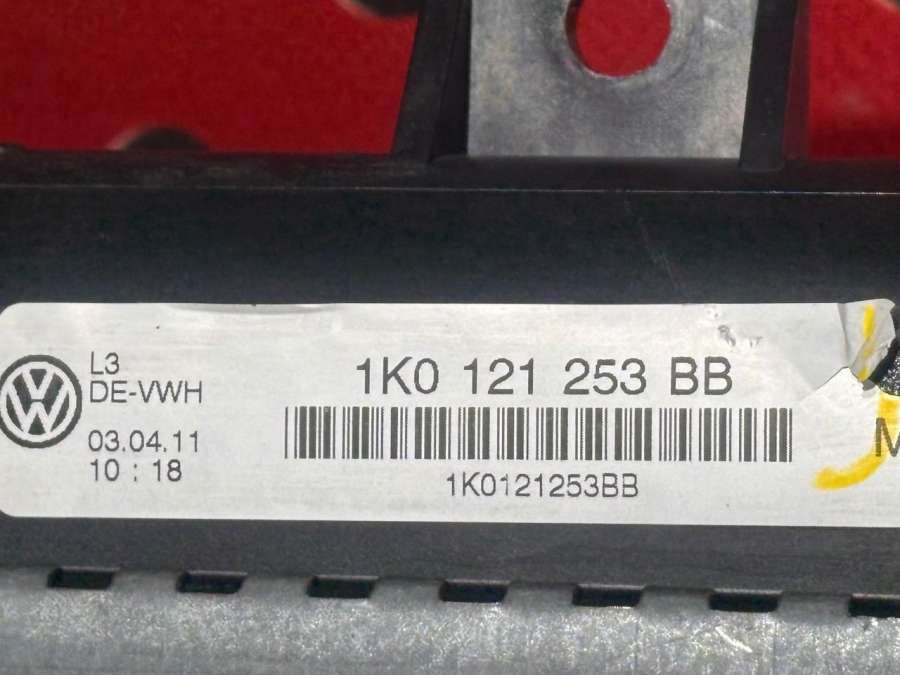 L3
DE-VWH
03.04.11
10 : 18
1K0 121 253 BB
1K0121253BB
M